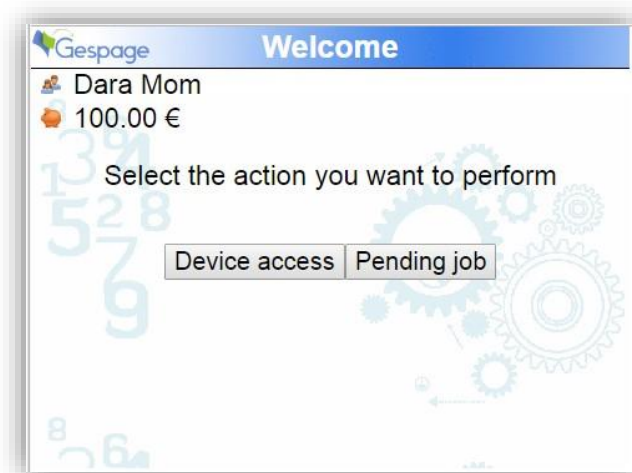 Gespage
Welcome
Dara Mom
100.00 €
Select the action you want to perform
Device access
Pending job